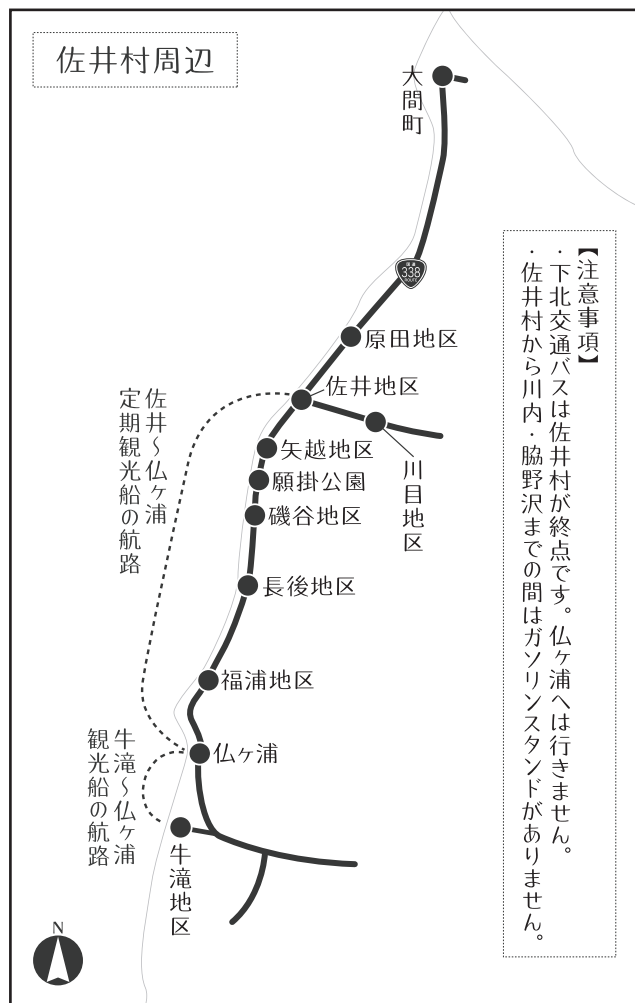 佐井村周辺
大間町
国道
338
ROUTE
原田地区
佐井地区
川目地区
矢越地区
願掛公園
磯谷地区
長後地区
福浦地区
仏ヶ浦
牛滝地区
佐井〜仏ヶ浦
定期観光船の航路
牛滝〜仏ヶ浦
観光船の航路
【注意事項】
・下北交通バスは佐井村が終点です。仏ヶ浦へは行きません。
・佐井村から川内・脇野沢までの間はガソリンスタンドがありません。
N